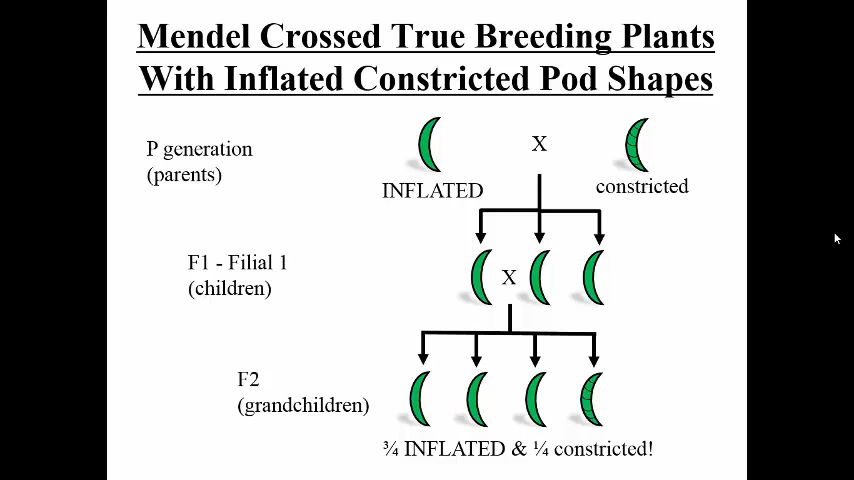 Mendel Crossed True Breeding Plants
With Inflated Constricted Pod Shapes
P generation
(parents)
X
INFLATED
constricted
F1 - Filial 1
(children)
X
F2
(grandchildren)
¾ INFLATED & ¼ constricted!